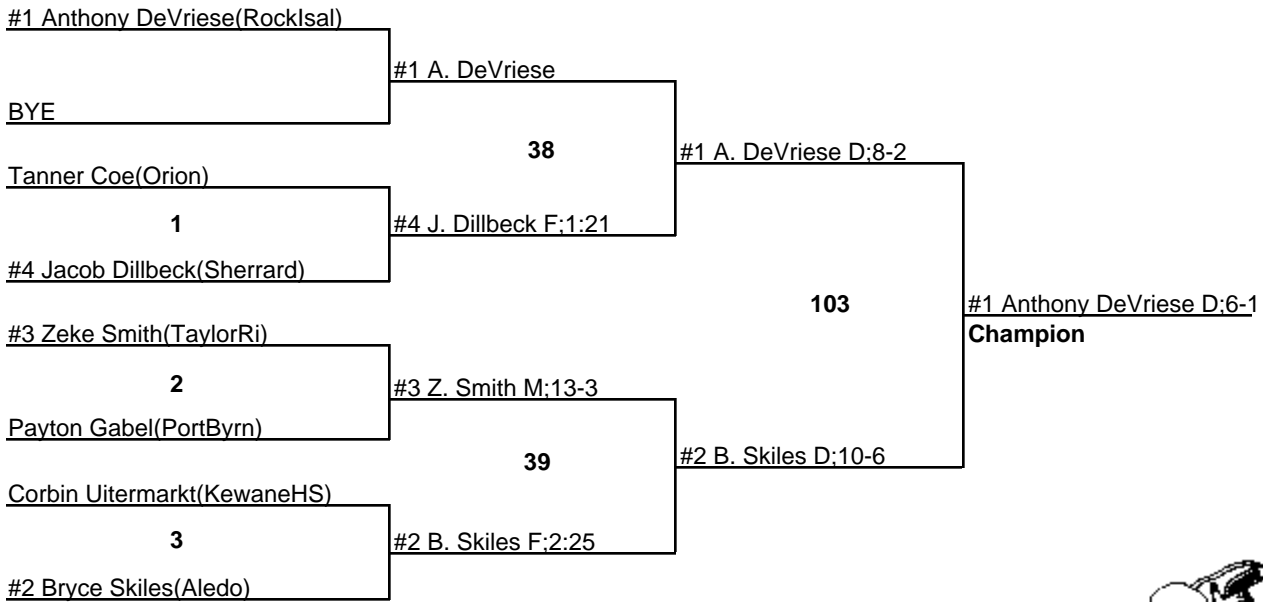 #1 Anthony DeVriese(RockIsal)
#1 A. DeVriese
BYE
38
#1 A. DeVriese D;8-2
Tanner Coe(Orion)
1
#4 J. Dillbeck F;1:21
#4 Jacob Dillbeck(Sherrard)
103
#1 Anthony DeVriese D;6-1
Champion
#3 Zeke Smith(TaylorRi)
2
#3 Z. Smith M;13-3
Payton Gabel(PortByrn)
39
#2 B. Skiles D;10-6
Corbin Uitermarkt(KewaneHS)
3
#2 B. Skiles F;2:25
#2 Bryce Skiles(Aledo)